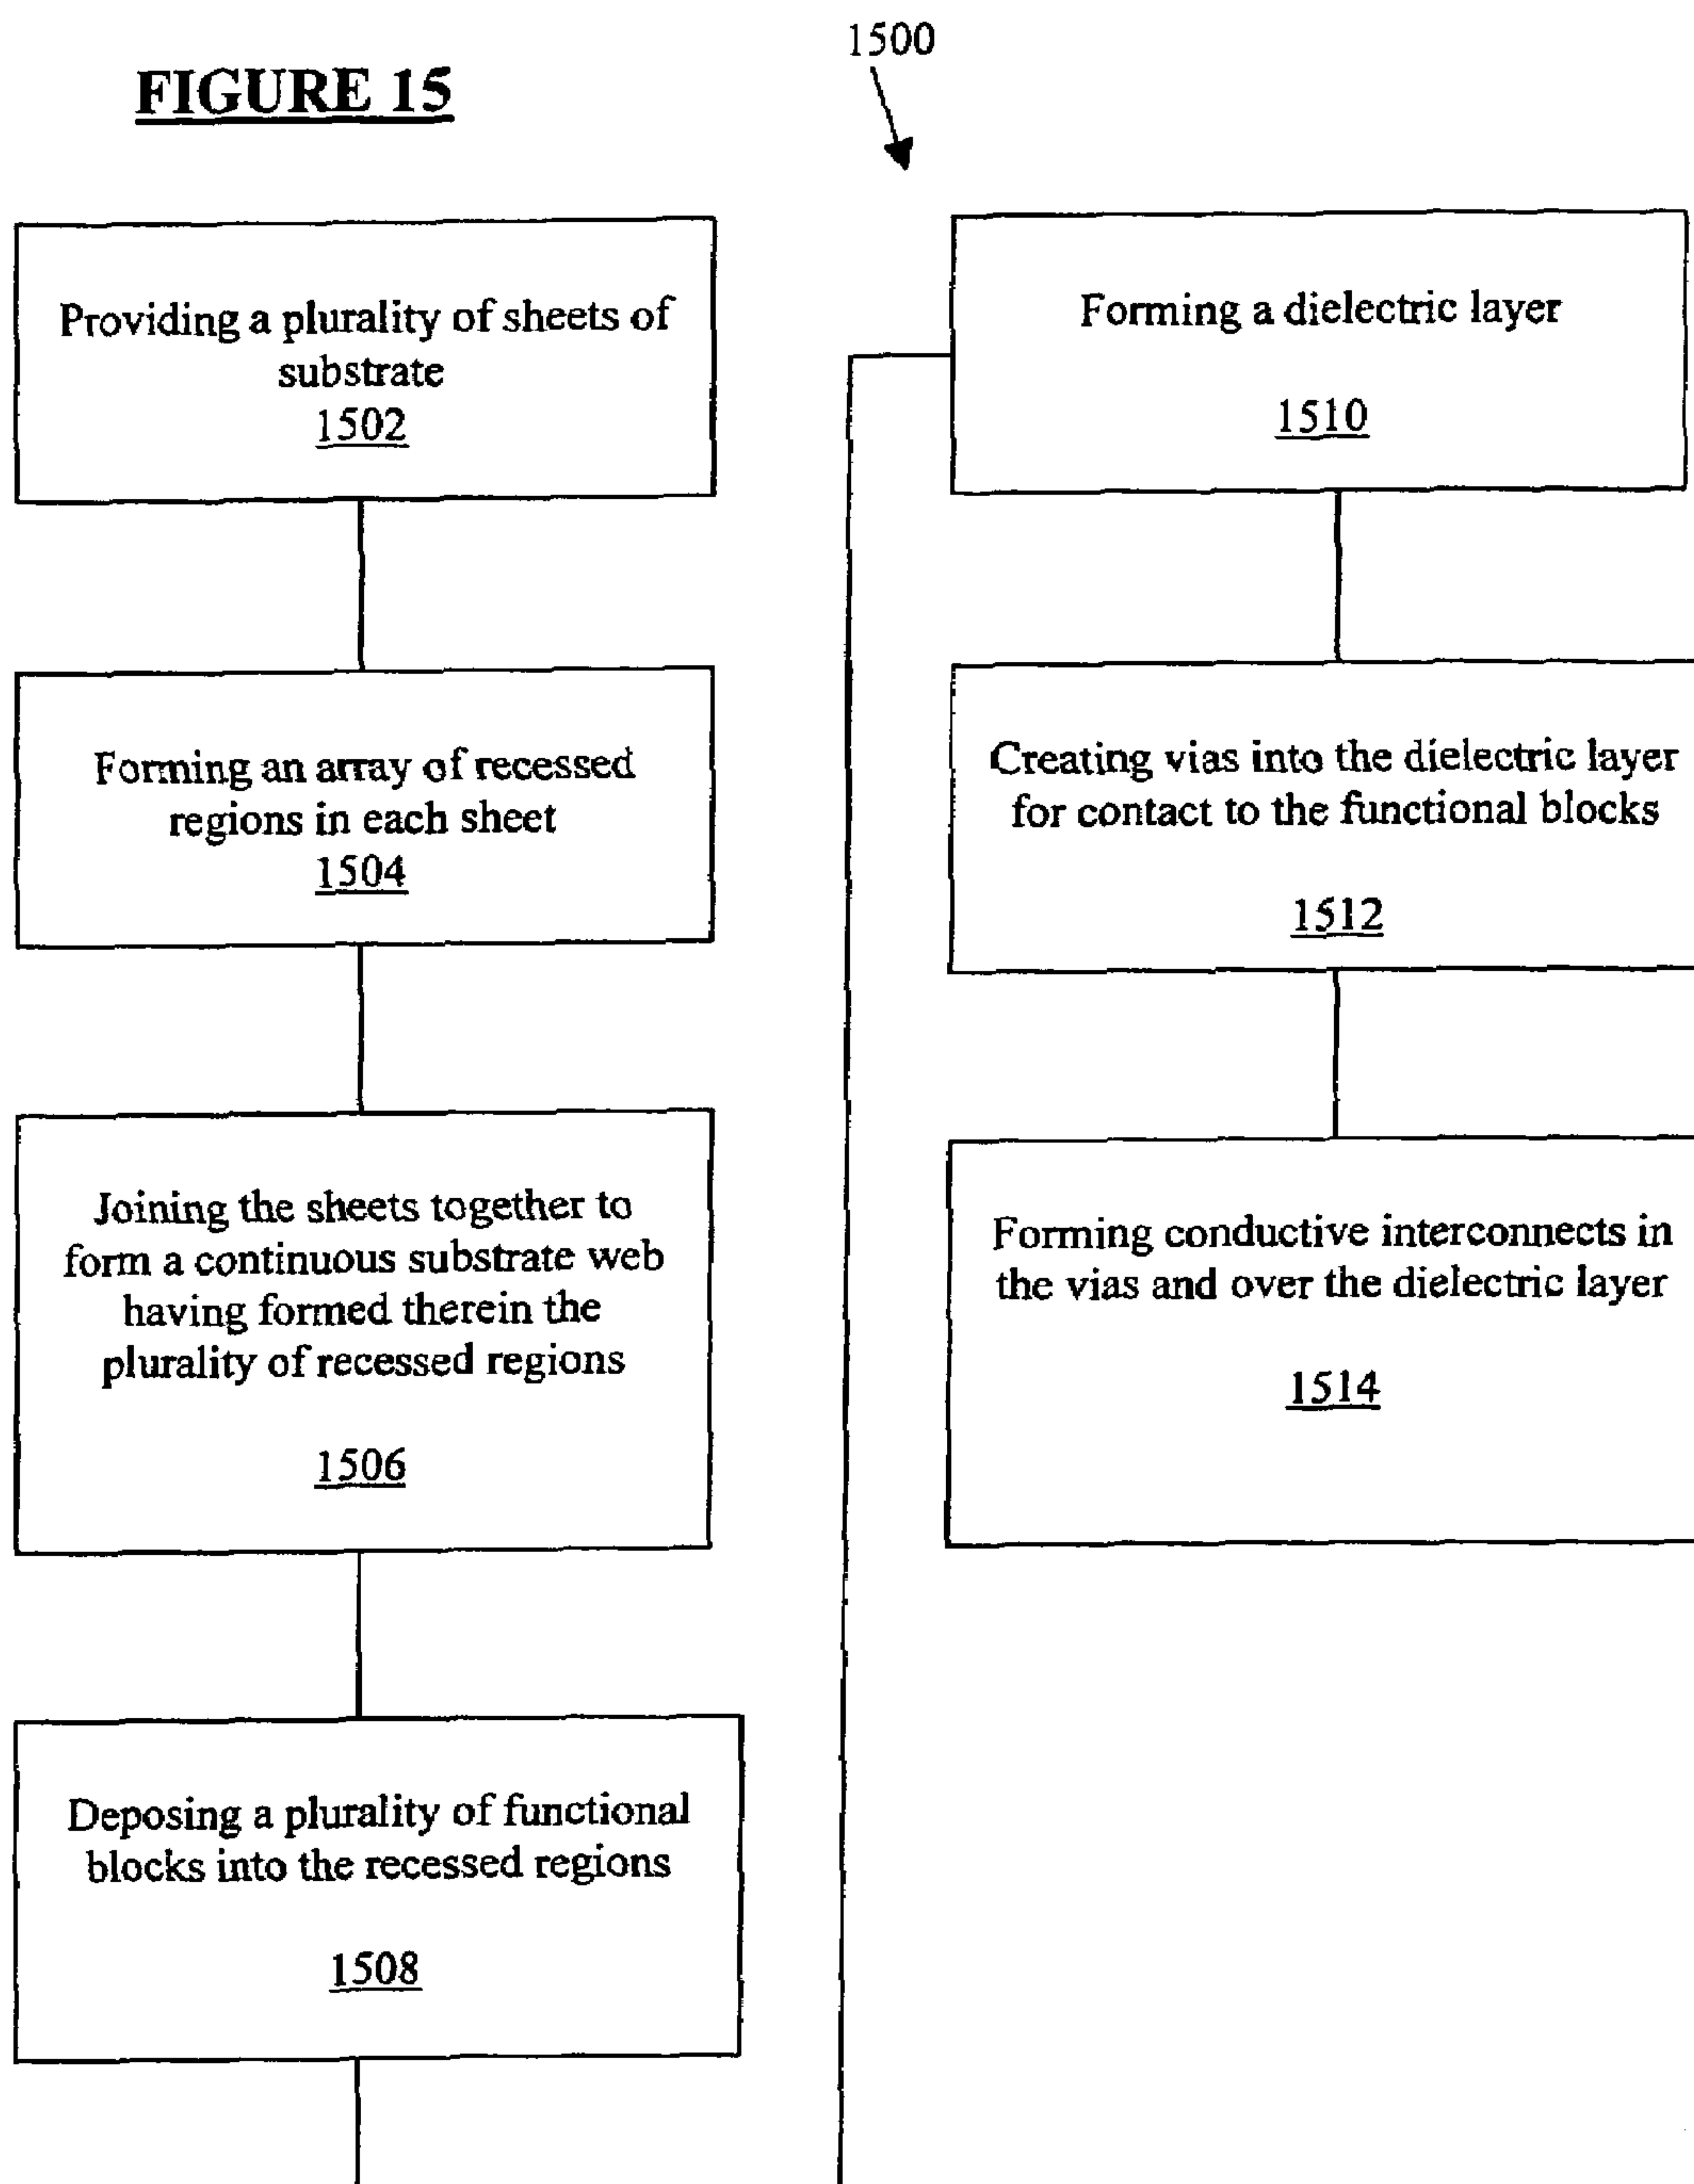 FIGURE 15
1500
Providing a plurality of sheets of
substrate
1502
Forming an array of recessed
regions in each sheet
1504
Joining the sheets together to
form a continuous substrate web
having formed therein the
plurality of recessed regions
1506
Deposing a plurality of functional
blocks into the recessed regions
1508
Forming a dielectric layer
1510
Creating vias into the dielectric layer
for contact to the functional blocks
1512
Forming conductive interconnects in
the vias and over the dielectric layer
1514